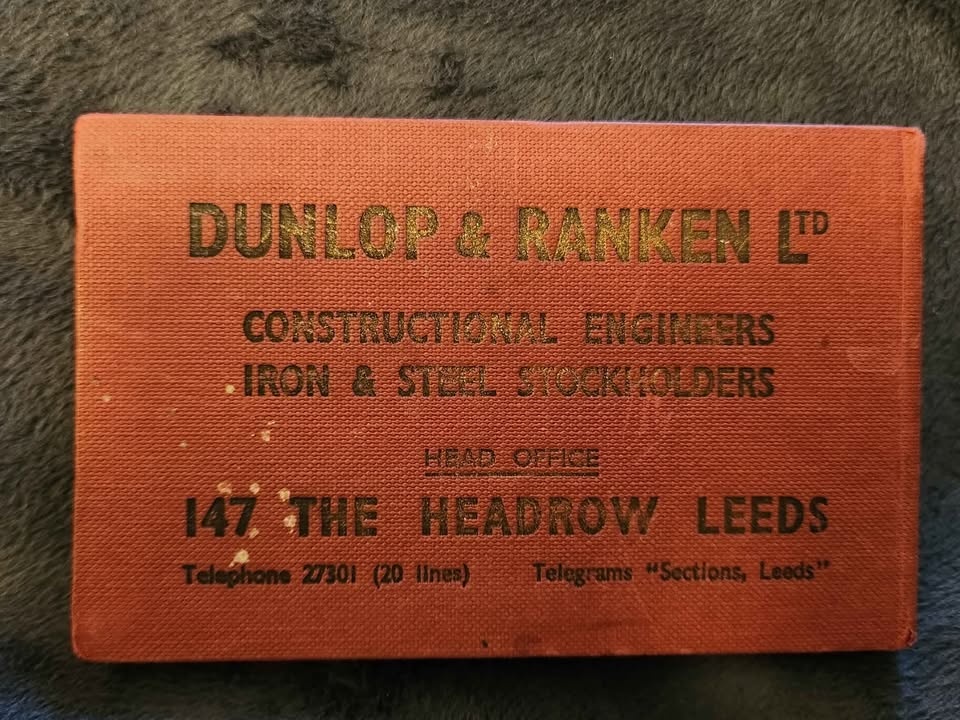 DUNLOP & RANKEN LTD
CONSTRUCTIONAL ENGINEERS
IRON & STEEL STOCKHOLDERS
HEAD OFFICE
147 THE HEADROW LEEDS
Telephone 27301 (20 lines) Telegrams "Sections, Leeds"